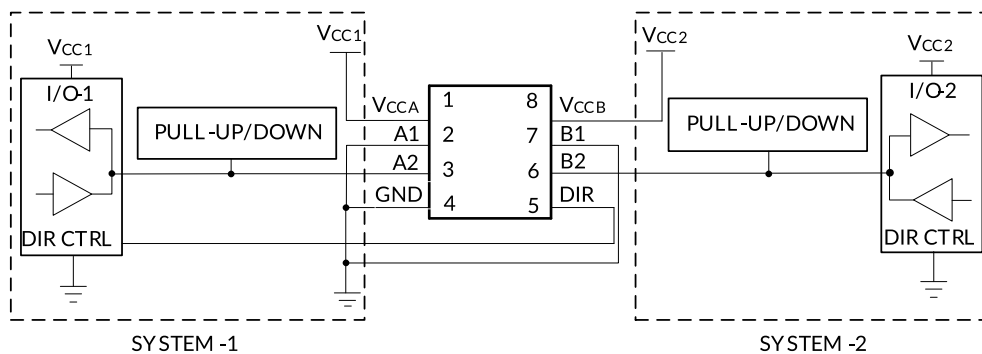 VCC1
VCC1
VCC2
VCC2
I/O-1
I/O-2
PULL-UP/DOWN
VCCA
1
8
VCCB
PULL-UP/DOWN
A1
2
7
B1
A2
3
6
B2
GND
4
5
DIR
DIR CTRL
DIR CTRL
SYSTEM -1
SYSTEM -2